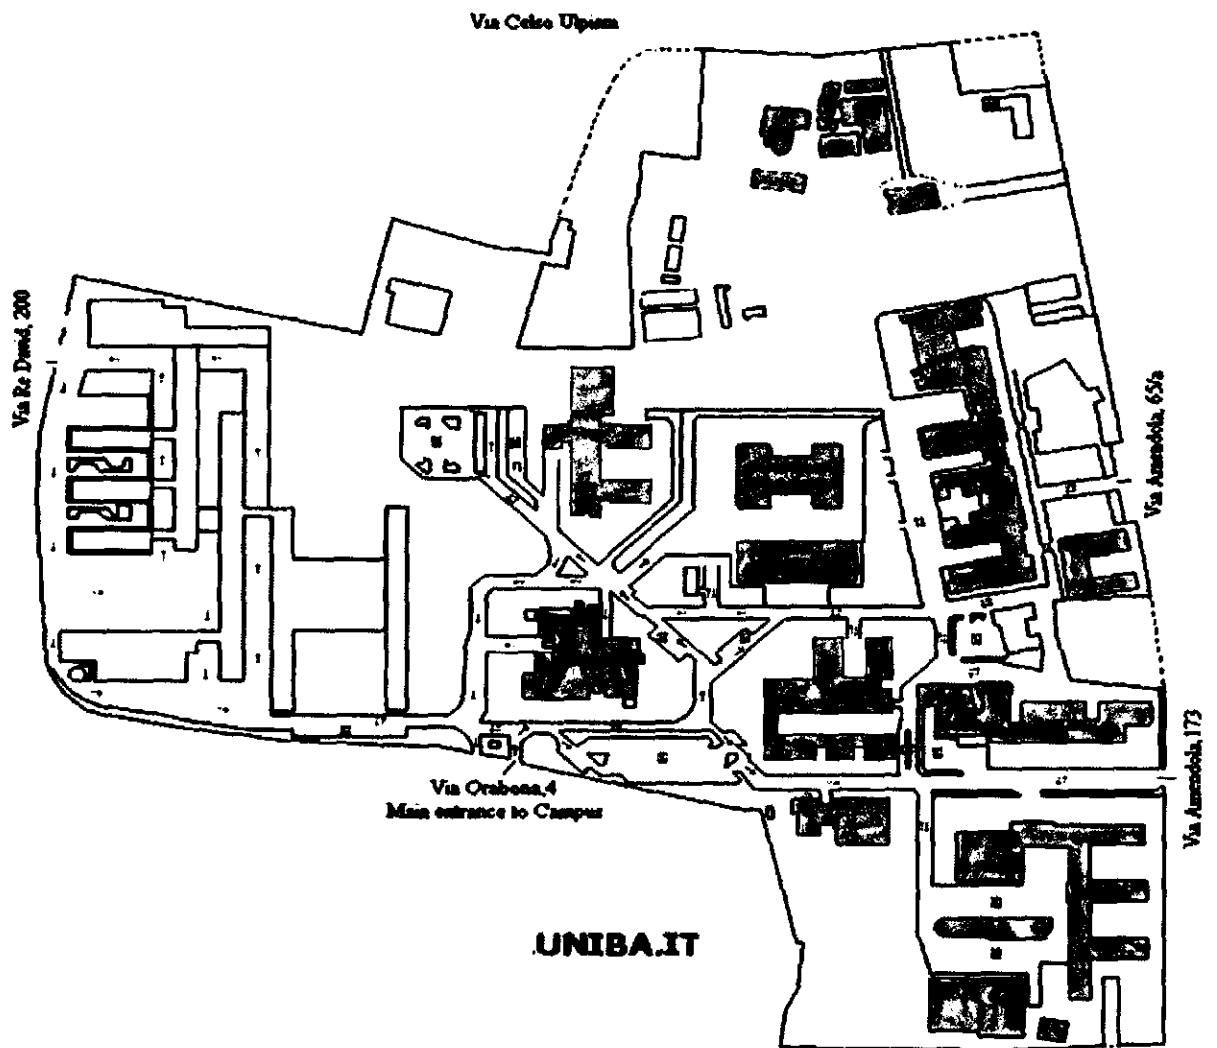 Via Celso Ulpiani
Via Re David, 200
Via Amendola, 65/a
Via Orabona,4
Main entrance to Campus
Via Amendola, 173
UNIBA.IT